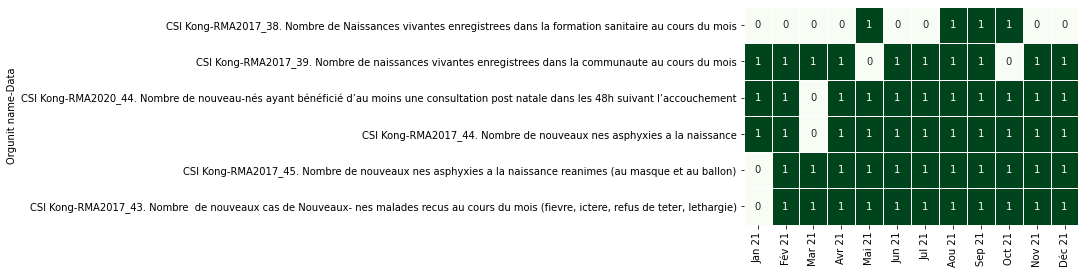 CSI Kong-RMA2017_38. Nombre de Naissances vivantes enregistrees dans la formation sanitaire au cours du mois 0 0 0 0 1 0 0 1 1 1 0 0
CSI Kong-RMA2017_39. Nombre de naissances vivantes enregistrees dans la communaute au cours du mois 1 1 1 1 0 1 1 1 1 0 1 1
CSI Kong-RMA2020_44. Nombre de nouveau-nés ayant bénéficié d’au moins une consultation post natale dans les 48h suivant l’accouchement 1 1 0 1 1 1 1 1 1 1 1 1
CSI Kong-RMA2017_44. Nombre de nouveaux nes asphyxies a la naissance 1 1 0 1 1 1 1 1 1 1 1 1
CSI Kong-RMA2017_45. Nombre de nouveaux nes asphyxies a la naissance reanimes (au masque et au ballon) 0 1 1 1 1 1 1 1 1 1 1 1
CSI Kong-RMA2017_43. Nombre  de nouveaux cas de Nouveaux- nes malades recus au cours du mois (fievre, ictere, refus de teter, lethargie) 0 1 1 1 1 1 1 1 1 1 1 1
Orgunit name-Data
Jan 21
Fév 21
Mar 21
Avr 21
Mai 21
Jun 21
Jul 21
Aou 21
Sep 21
Oct 21
Nov 21
Déc 21